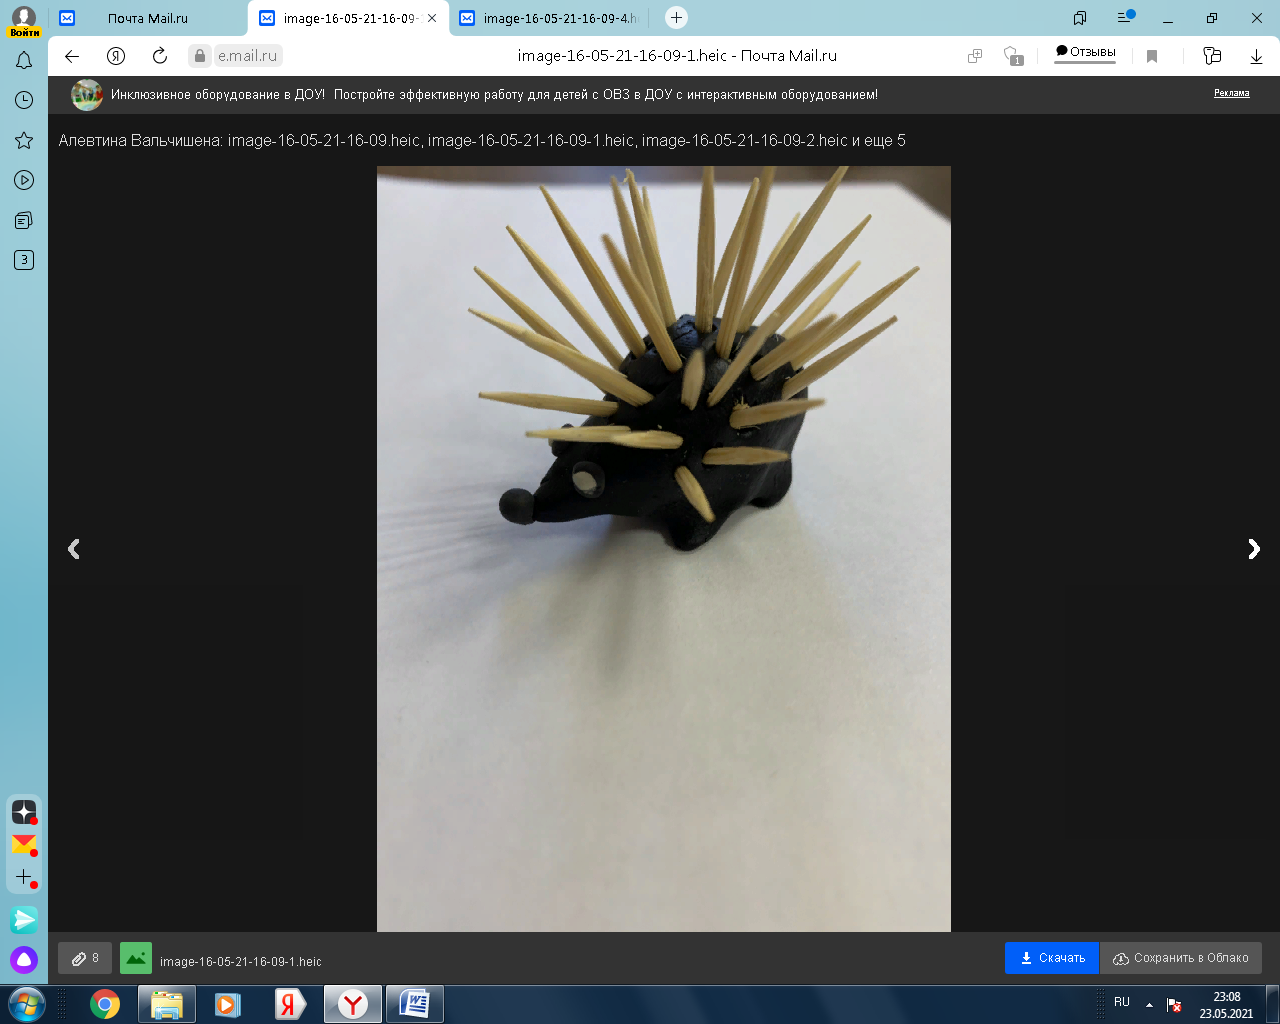 Войти
Почта Mail.ru
image-16-05-21-16-09-
image-16-05-21-16-09-4.h
e.mail.ru
image-16-05-21-16-09-1.heic - Почта Mail.ru
1
Отзывы
Инклюзивное оборудование в ДОУ! Постройте эффективную работу для детей с ОВЗ в ДОУ с интерактивным оборудованием!
Реклама
Алевтина Вальчишена: image-16-05-21-16-09.heic, image-16-05-21-16-09-1.heic, image-16-05-21-16-09-2.heic и еще 5
3
8
image-16-05-21-16-09-1.heic
Скачать
Сохранить в Облако
RU
23:08
23.05.2021